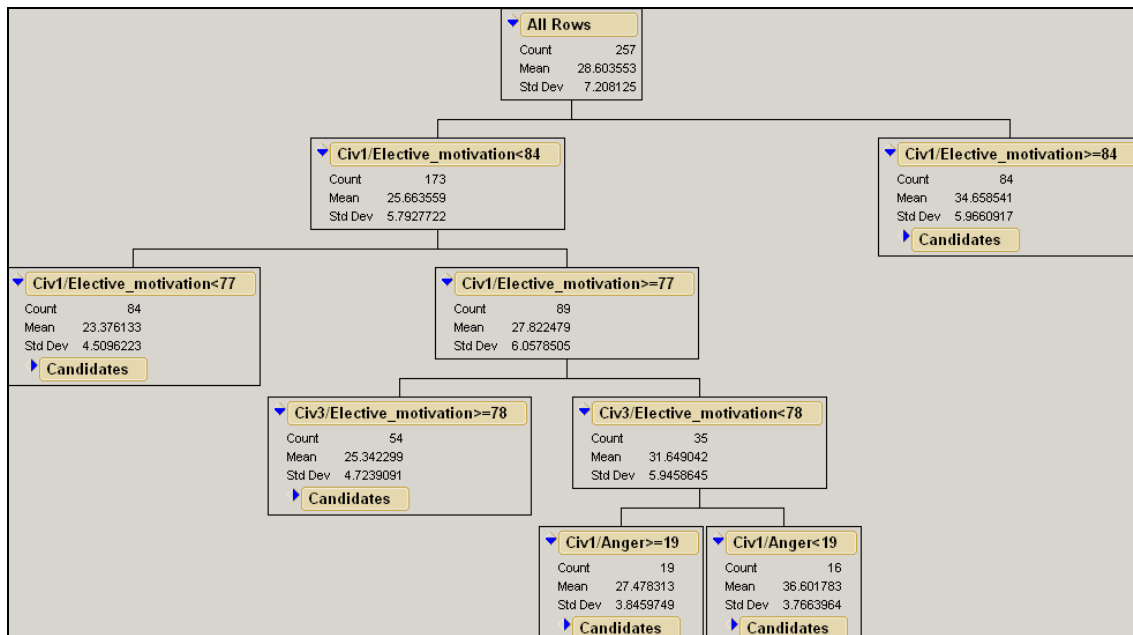 All Rows
Count 257
Mean 28.603553
Std Dev 7.208125
Civ1/Elective_motivation<84
Count 173
Mean 25.663559
Std Dev 5.7927722
Civ1/Elective_motivation>=84
Count 84
Mean 34.658541
Std Dev 5.9660917
Candidates
Civ1/Elective_motivation<77
Count 84
Mean 23.376133
Std Dev 4.5096223
Candidates
Civ1/Elective_motivation>=77
Count 89
Mean 27.822479
Std Dev 6.0578505
Civ3/Elective_motivation>=78
Count 54
Mean 25.342299
Std Dev 4.7239091
Candidates
Civ3/Elective_motivation<78
Count 35
Mean 31.649042
Std Dev 5.9458645
Civ1/Anger>=19
Count 19
Mean 27.478313
Std Dev 3.8459749
Candidates
Civ1/Anger<19
Count 16
Mean 36.601783
Std Dev 3.7663964
Candidates